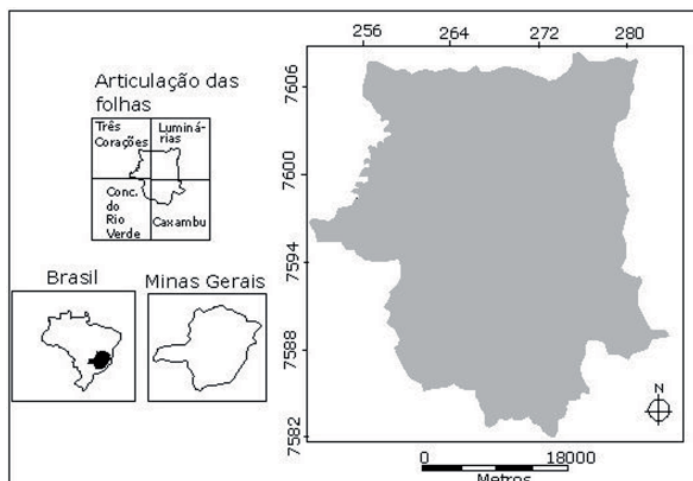 256 264 272 280
Articulação das
folhas
Três
Corações
Luminá-
rias
Conc.
do
Rio
Verde
Caxambu
Brasil
Minas Gerais
7606
7600
7594
7588
7582
N
0 18000
Metros